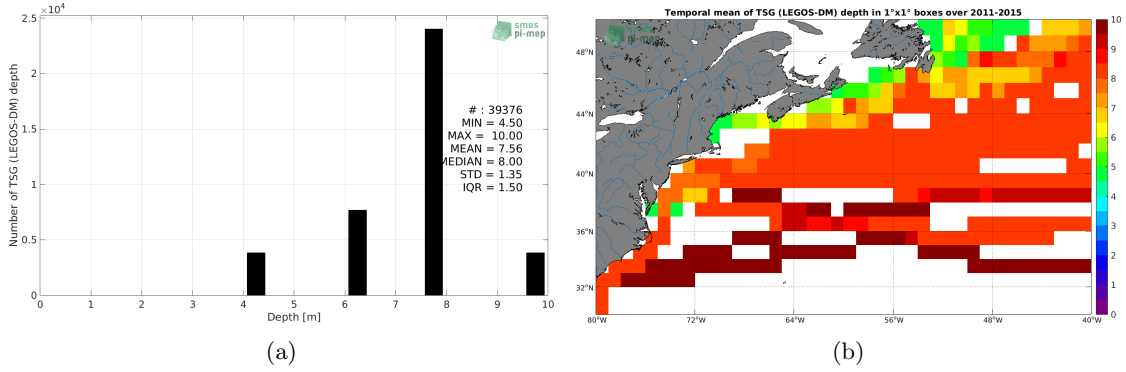 ×10⁴
2.5
2
1.5
1
0.5
0
Number of TSG (LEGOS-DM) depth
smos
pi-mep
# : 39376
MIN = 4.50
MAX = 10.00
MEAN = 7.56
MEDIAN = 8.00
STD = 1.35
IQR = 1.50
0 1 2 3 4 5 6 7 8 9 10
Depth [m]
(a)
Temporal mean of TSG (LEGOS-DM) depth in 1°x1° boxes over 2011-2015
smos
pi-mep
48°N
44°N
40°N
36°N
32°N
80°W 72°W 64°W 56°W 48°W 40°W
10
9
8
7
6
5
4
3
2
1
0
(b)